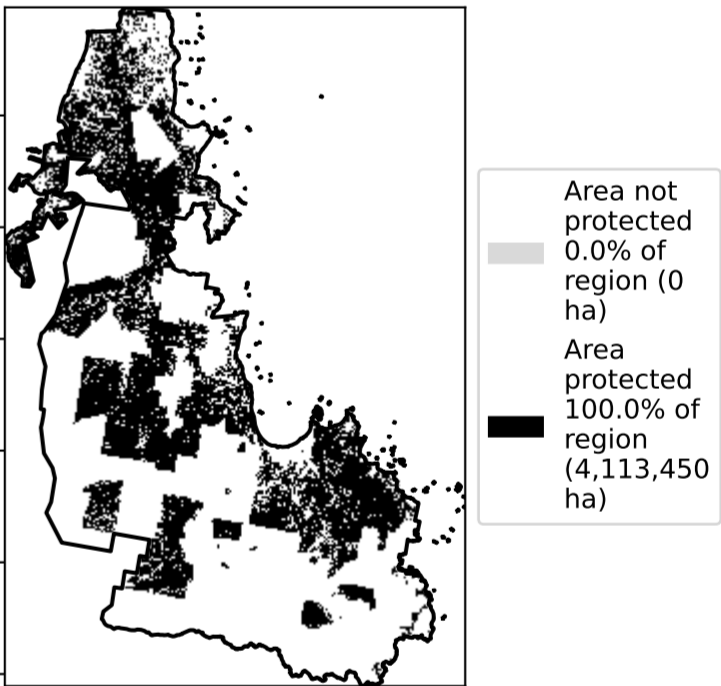 Area not
protected
0.0% of
region (0
ha)
Area
protected
100.0% of
region
(4,113,450
ha)